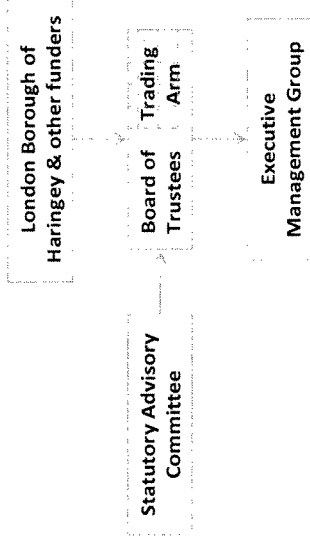 London Borough of
Haringey & other funders
Statutory Advisory
Committee
Board of
Trustees
Trading
Arm
Executive
Management Group